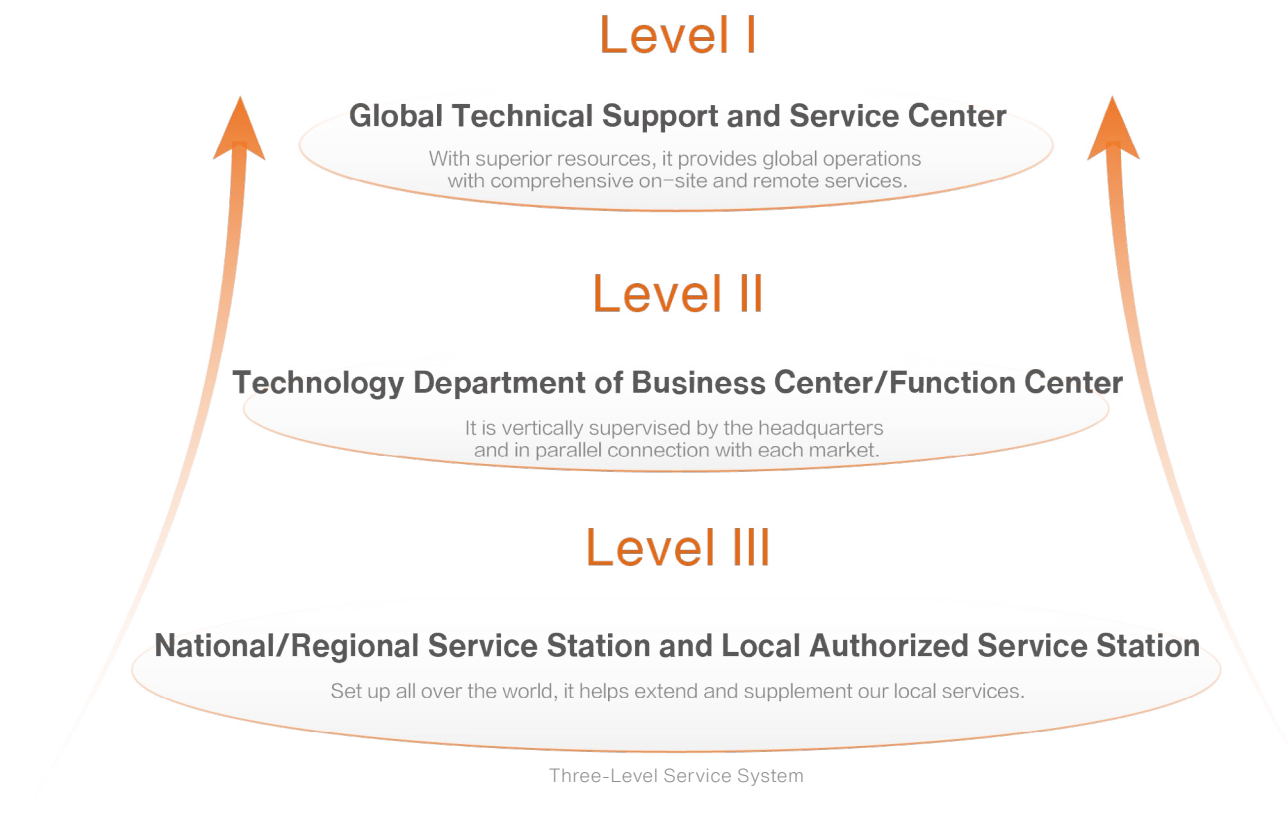 Level I
Global Technical Support and Service Center
With superior resources, it provides global operations
with comprehensive on-site and remote services.
Level II
Technology Department of Business Center/Function Center
It is vertically supervised by the headquarters
and in parallel connection with each market.
Level III
National/Regional Service Station and Local Authorized Service Station
Set up all over the world, it helps extend and supplement our local services.
Three-Level Service System